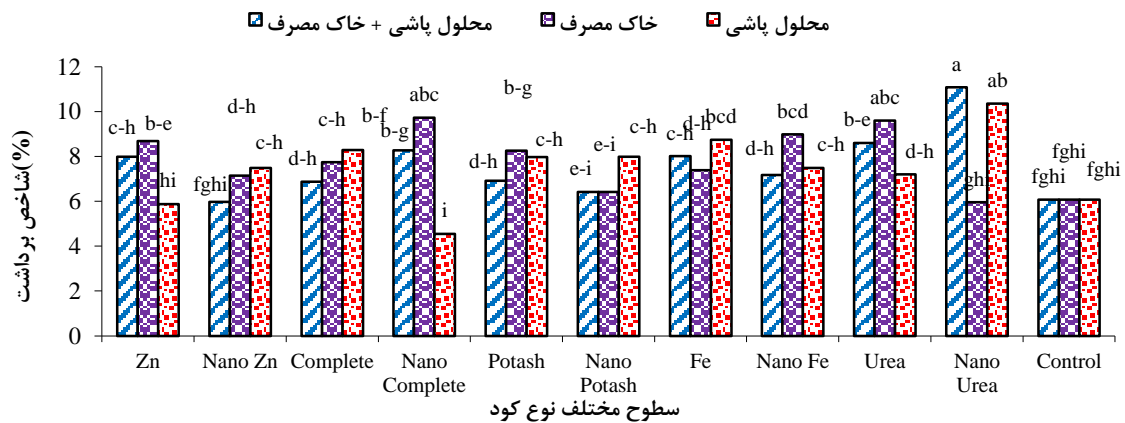 محلول پاشی + خاک مصرف خاک مصرف محلول پاشی
شاخص برداشت(%)
12
10
8
6
4
2
0
c-h b-e hi
fghi d-h c-h
d-h c-h b-f
b-g abc i
d-h b-g c-h
e-i e-i c-h
c-h d-h bcd
d-h bcd c-h
b-e abc d-h
a gh ab
fghi fghi fghi
Zn Nano Zn Complete Nano Complete Potash Nano Potash Fe Nano Fe Urea Nano Urea Control
سطوح مختلف نوع کود